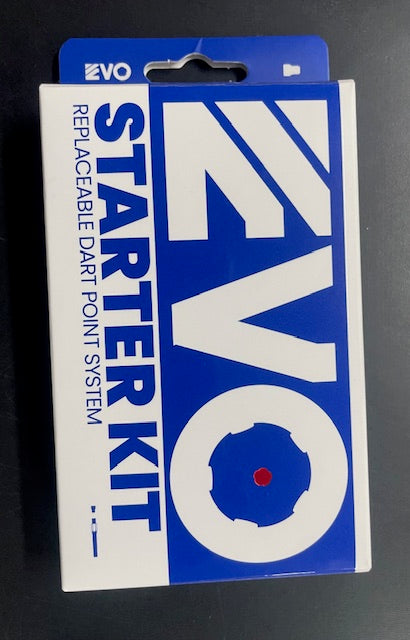 EVO
EVO
STARTER KIT
REPLACEABLE DART POINT SYSTEM